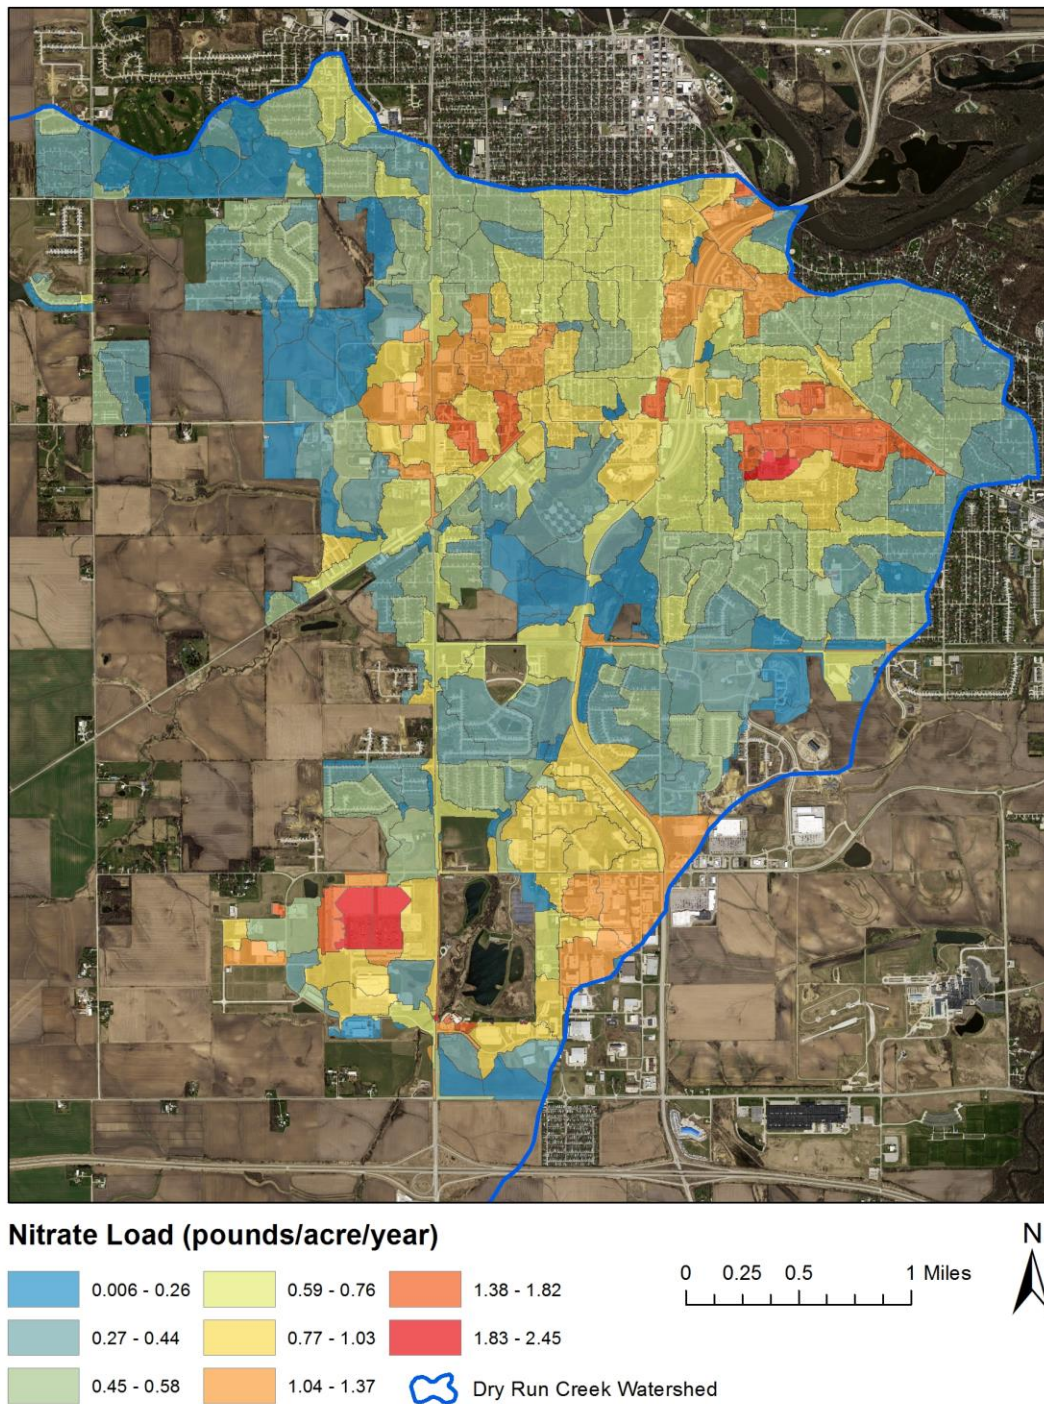 Nitrate Load (pounds/acre/year)
0.006 - 0.26
0.27 - 0.44
0.45 - 0.58
0.59 - 0.76
0.77 - 1.03
1.04 - 1.37
1.38 - 1.82
1.83 - 2.45
Dry Run Creek Watershed
0 0.25 0.5 1 Miles
N